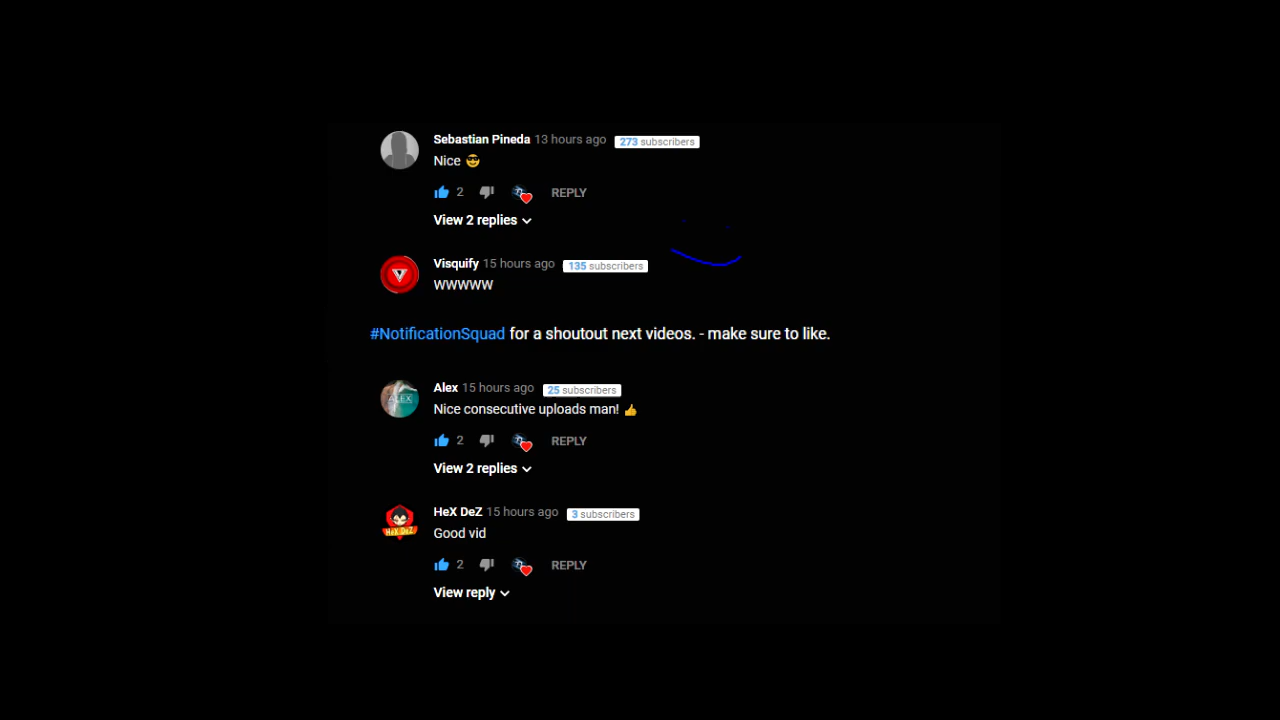 Sebastian Pineda 13 hours ago 273 subscribers
Nice 😎
2 REPLY
View 2 replies
Visquify 15 hours ago 135 subscribers
WWWWW
#NotificationSquad for a shoutout next videos. - make sure to like.
Alex 15 hours ago 25 subscribers
ALEX
Nice consecutive uploads man! 👍
2 REPLY
View 2 replies
HeX DeZ 15 hours ago 3 subscribers
HeX DeZ
Good vid
2 REPLY
View reply